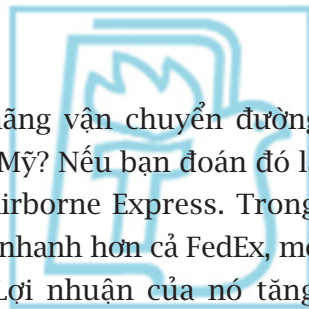 ãng vận chuyển đường
Mỹ? Nếu bạn đoán đó l
irborne Express. Trong
nhanh hơn cả FedEx, m
Lợi nhuận của nó tăng